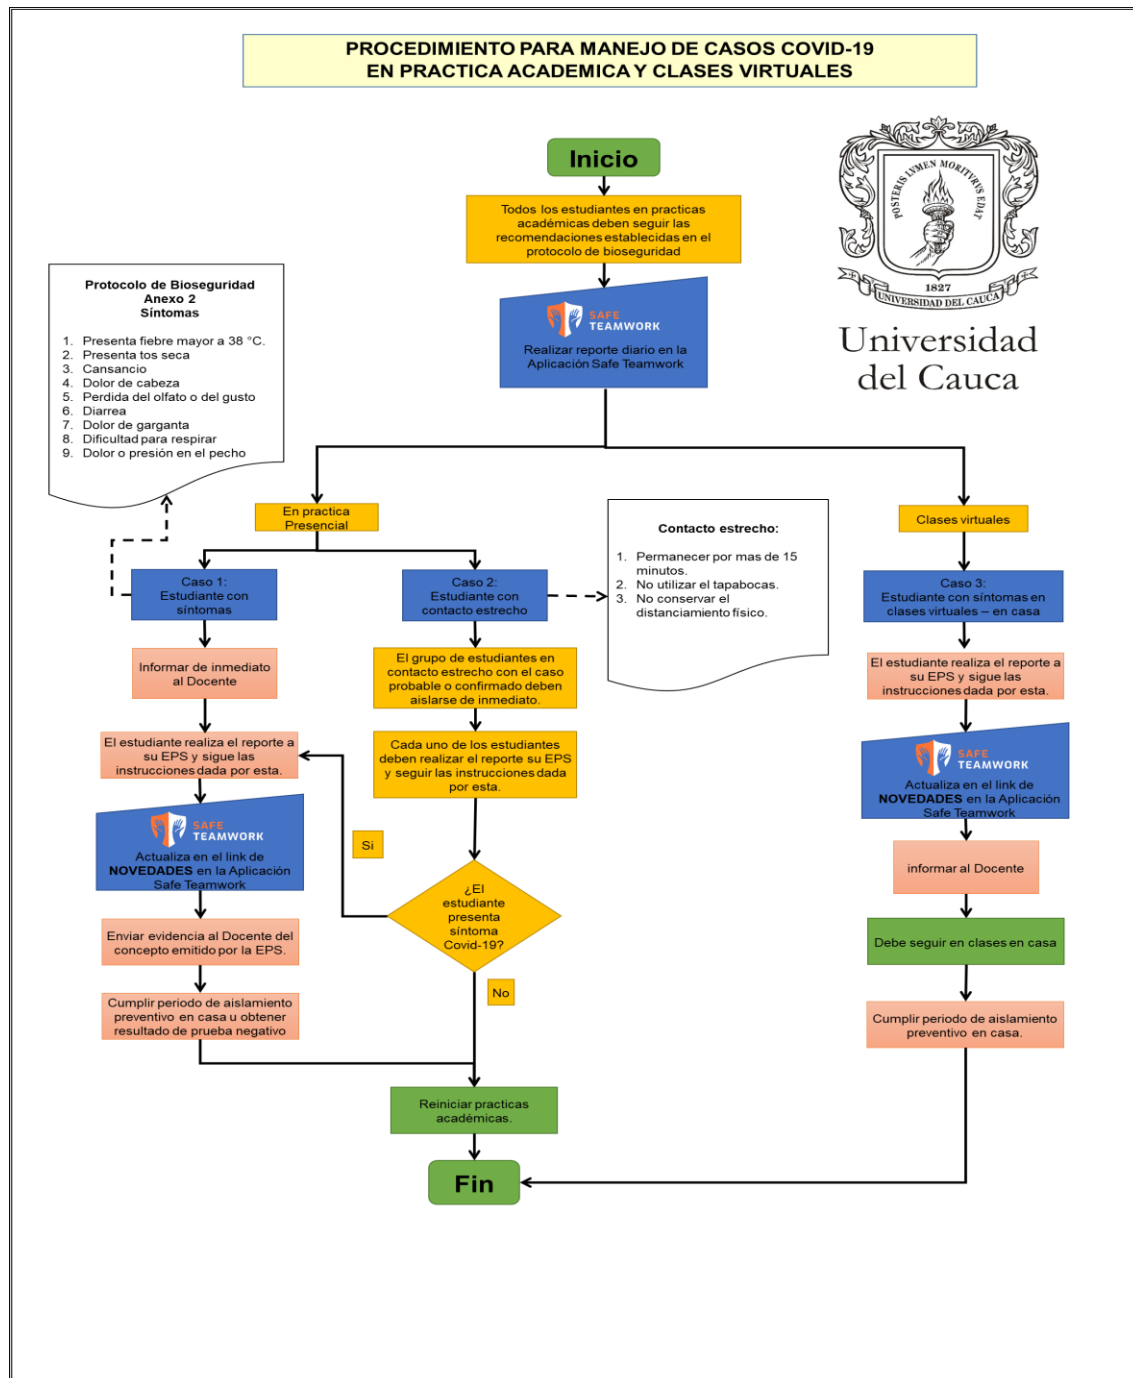 PROCEDIMIENTO PARA MANEJO DE CASOS COVID-19
EN PRACTICA ACADEMICA Y CLASES VIRTUALES
Inicio
POSTERIS LVMEN MORITVRVS EDAT
1827
UNIVERSIDAD DEL CAUCA
Universidad
del Cauca
Todos los estudiantes en practicas
académicas deben seguir las
recomendaciones establecidas en el
protocolo de bioseguridad
SAFE
TEAMWORK
Realizar reporte diario en la
Aplicación Safe Teamwork
Protocolo de Bioseguridad
Anexo 2
Síntomas
1. Presenta fiebre mayor a 38 °C.
2. Presenta tos seca
3. Cansancio
4. Dolor de cabeza
5. Perdida del olfato o del gusto
6. Diarrea
7. Dolor de garganta
8. Dificultad para respirar
9. Dolor o presión en el pecho
En practica
Presencial
Contacto estrecho:
1. Permanecer por mas de 15
minutos.
2. No utilizar el tapabocas.
3. No conservar el
distanciamiento físico.
Clases virtuales
Caso 1:
Estudiante con
síntomas
Informar de inmediato
al Docente
El estudiante realiza el reporte a
su EPS y sigue las
instrucciones dada por esta.
SAFE
TEAMWORK
Actualiza en el link de
NOVEDADES en la Aplicación
Safe Teamwork
Enviar evidencia al Docente del
concepto emitido por la EPS.
Cumplir periodo de aislamiento
preventivo en casa u obtener
resultado de prueba negativo
Caso 2:
Estudiante con
contacto estrecho
El grupo de estudiantes en
contacto estrecho con el caso
probable o confirmado deben
aislarse de inmediato.
Cada uno de los estudiantes
deben realizar el reporte su EPS
y seguir las instrucciones dada
por esta.
Si
¿El
estudiante
presenta
síntoma
Covid-19?
No
Reiniciar practicas
académicas.
Caso 3:
Estudiante con síntomas en
clases virtuales – en casa
El estudiante realiza el reporte a
su EPS y sigue las
instrucciones dada por esta.
SAFE
TEAMWORK
Actualiza en el link de
NOVEDADES en la Aplicación
Safe Teamwork
informar al Docente
Debe seguir en clases en casa
Cumplir periodo de aislamiento
preventivo en casa.
Fin